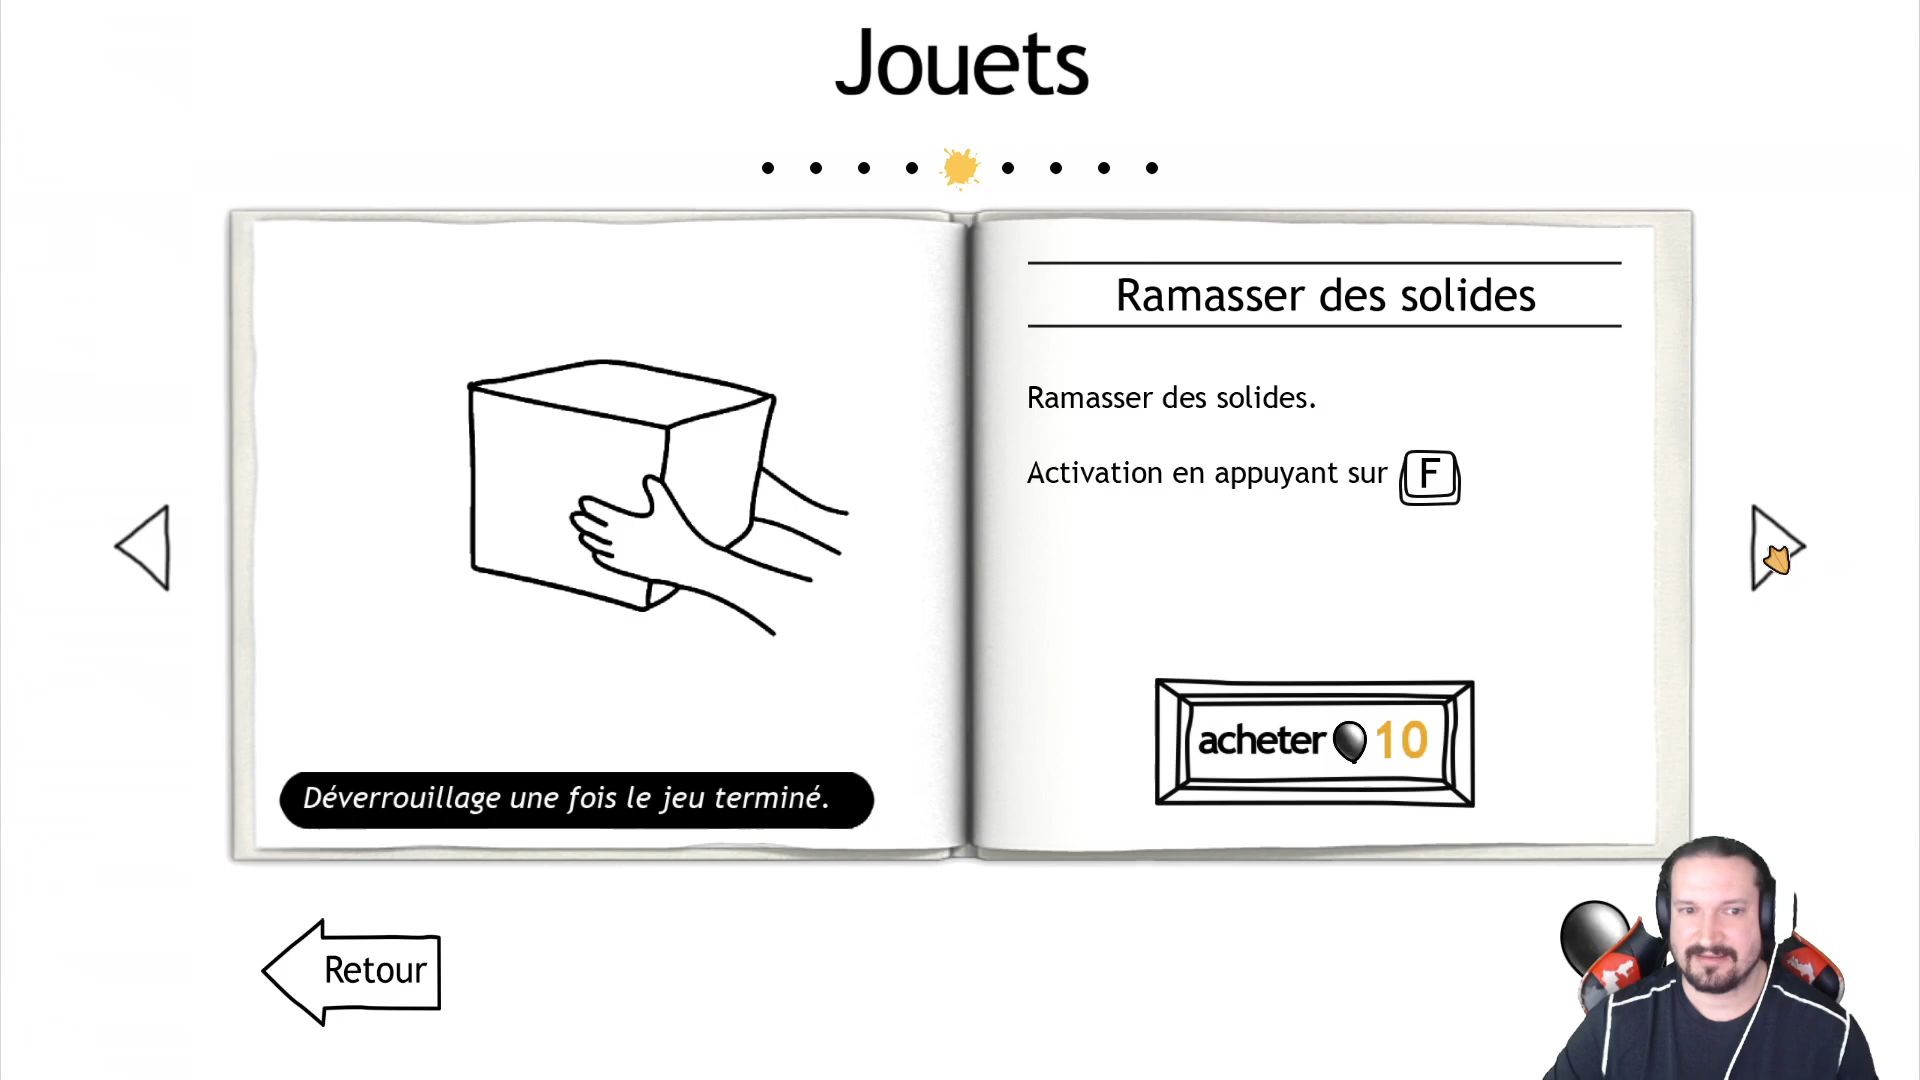 Jouets
Ramasser des solides
Ramasser des solides.
Activation en appuyant sur F
acheter 10
Déverrouillage une fois le jeu terminé.
Retour